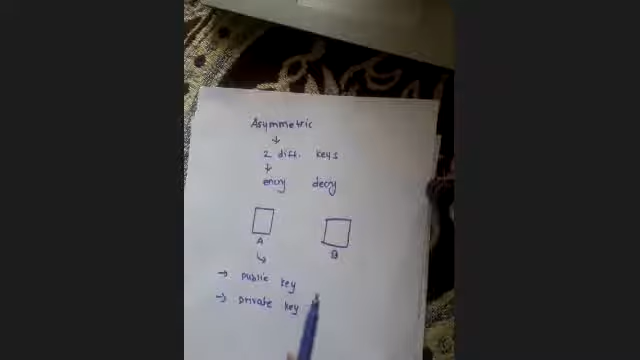 Asymmetric
↓
2 diff. keys
↓
encry decry
A
B
↳
→ public key
→ private key